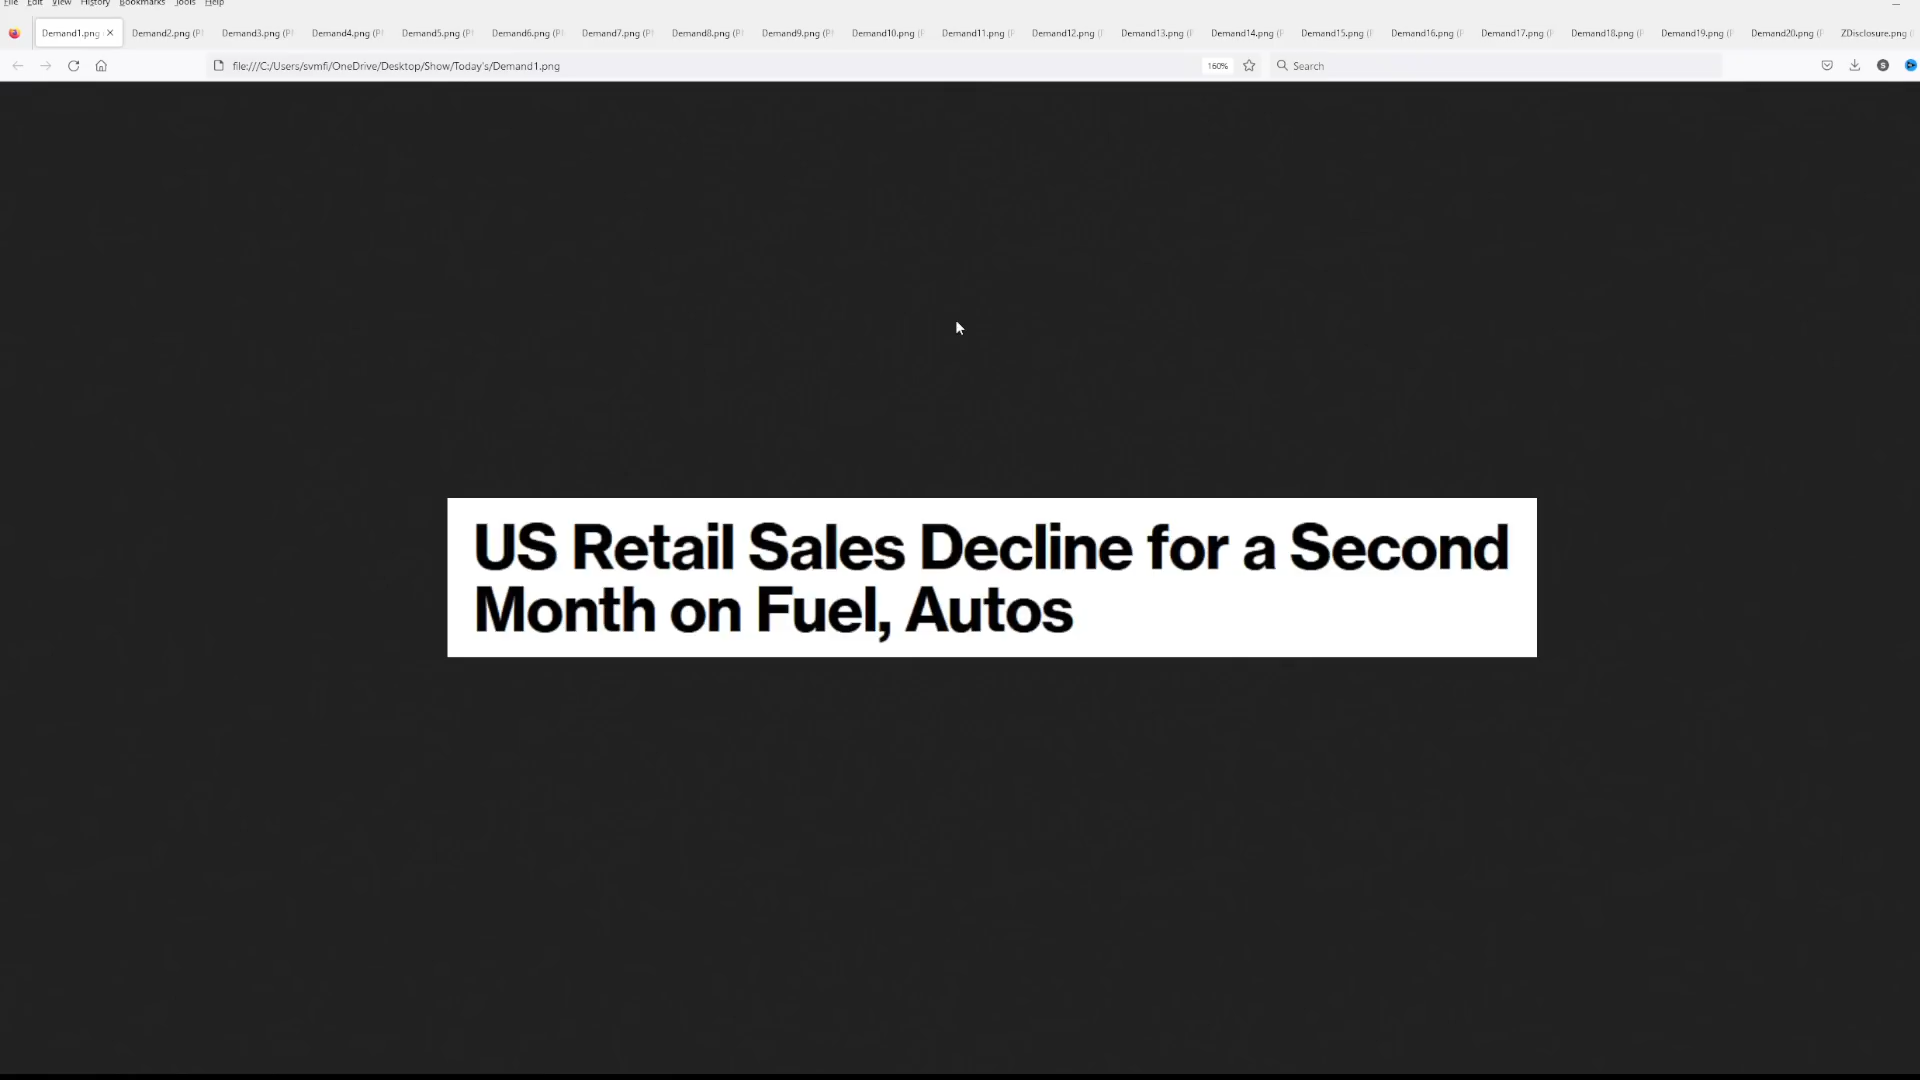 File Edit View History Bookmarks Tools Help
Demand1.png Demand2.png (P Demand3.png (P Demand4.png (P Demand5.png (P Demand6.png (P Demand7.png (P Demand8.png (P Demand9.png (P Demand10.png ( Demand11.png ( Demand12.png ( Demand13.png ( Demand14.png ( Demand15.png ( Demand16.png ( Demand17.png ( Demand18.png ( Demand19.png ( Demand20.png ( ZDisclosure.png (
file:///C:/Users/svmfi/OneDrive/Desktop/Show/Today's/Demand1.png 160% Search S
US Retail Sales Decline for a Second
Month on Fuel, Autos